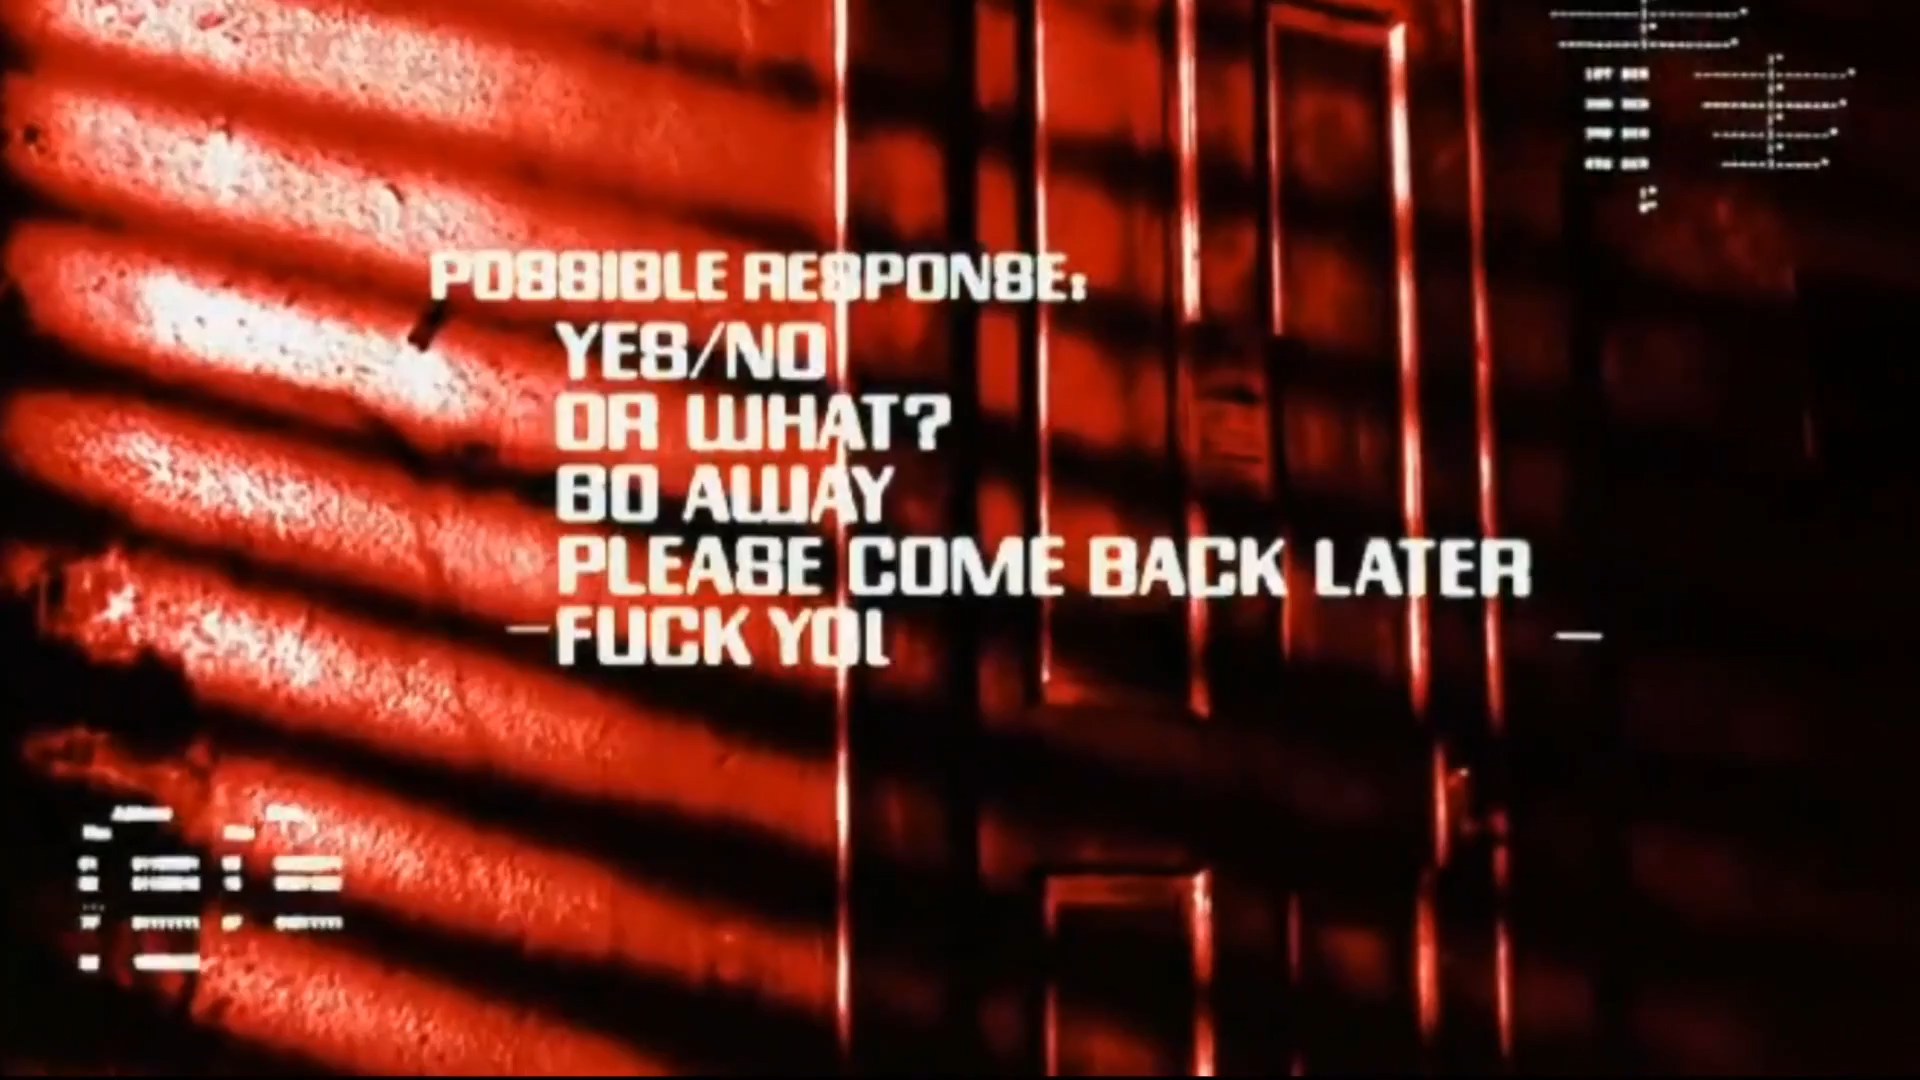 POSSIBLE RESPONSE:
YES/NO
OR WHAT?
GO AWAY
PLEASE COME BACK LATER
FUCK YOU